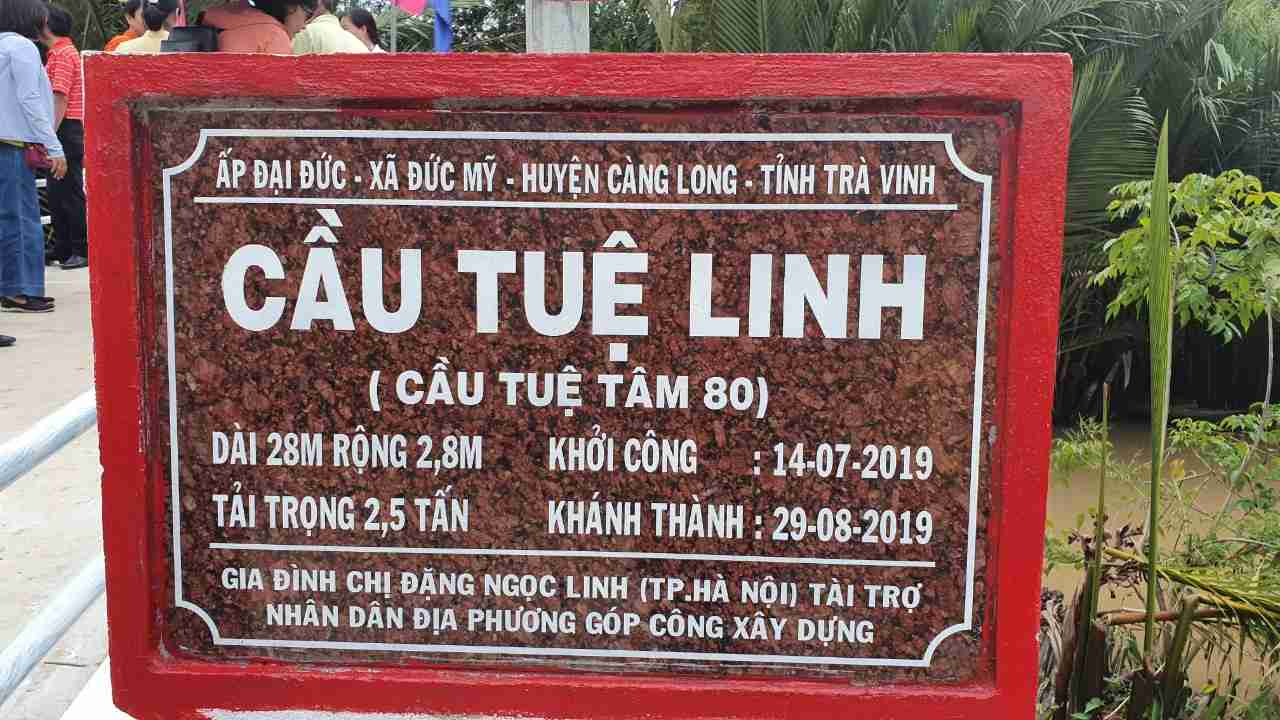 ẤP ĐẠI ĐỨC - XÃ ĐỨC MỸ - HUYỆN CÀNG LONG - TỈNH TRÀ VINH
CẦU TUỆ LINH
( CẦU TUỆ TÂM 80)
DÀI 28M RỘNG 2,8M KHỞI CÔNG : 14-07-2019
TẢI TRỌNG 2,5 TẤN KHÁNH THÀNH : 29-08-2019
GIA ĐÌNH CHỊ ĐẶNG NGỌC LINH (TP.HÀ NỘI) TÀI TRỢ
NHÂN DÂN ĐỊA PHƯƠNG GÓP CÔNG XÂY DỰNG